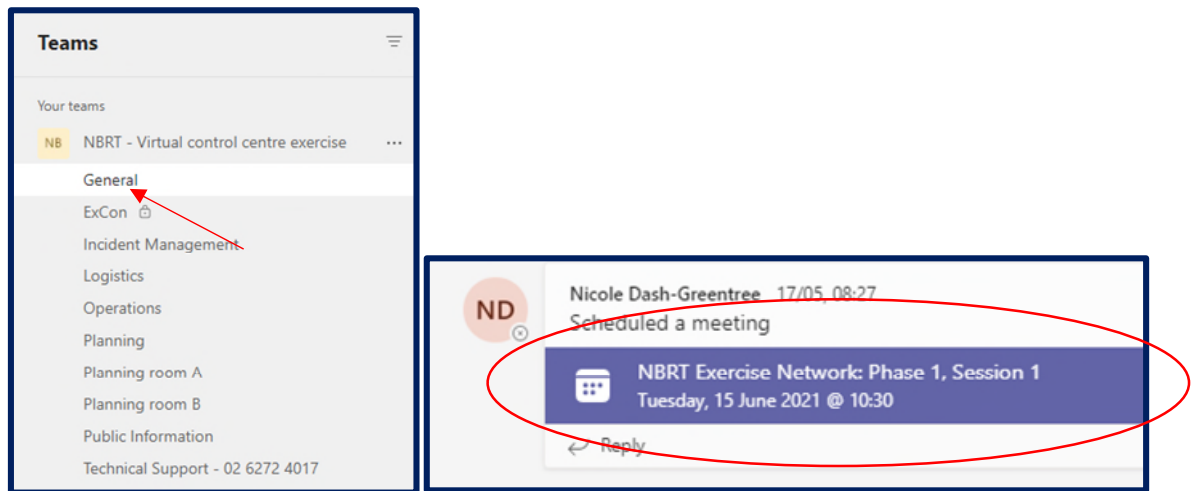 Teams
Your teams
NB NBRT - Virtual control centre exercise ...
General
ExCon
Incident Management
Logistics
Operations
Planning
Planning room A
Planning room B
Public Information
Technical Support - 02 6272 4017
ND
Nicole Dash-Greentree 17/05, 08:27
Scheduled a meeting
NBRT Exercise Network: Phase 1, Session 1
Tuesday, 15 June 2021 @ 10:30
Reply